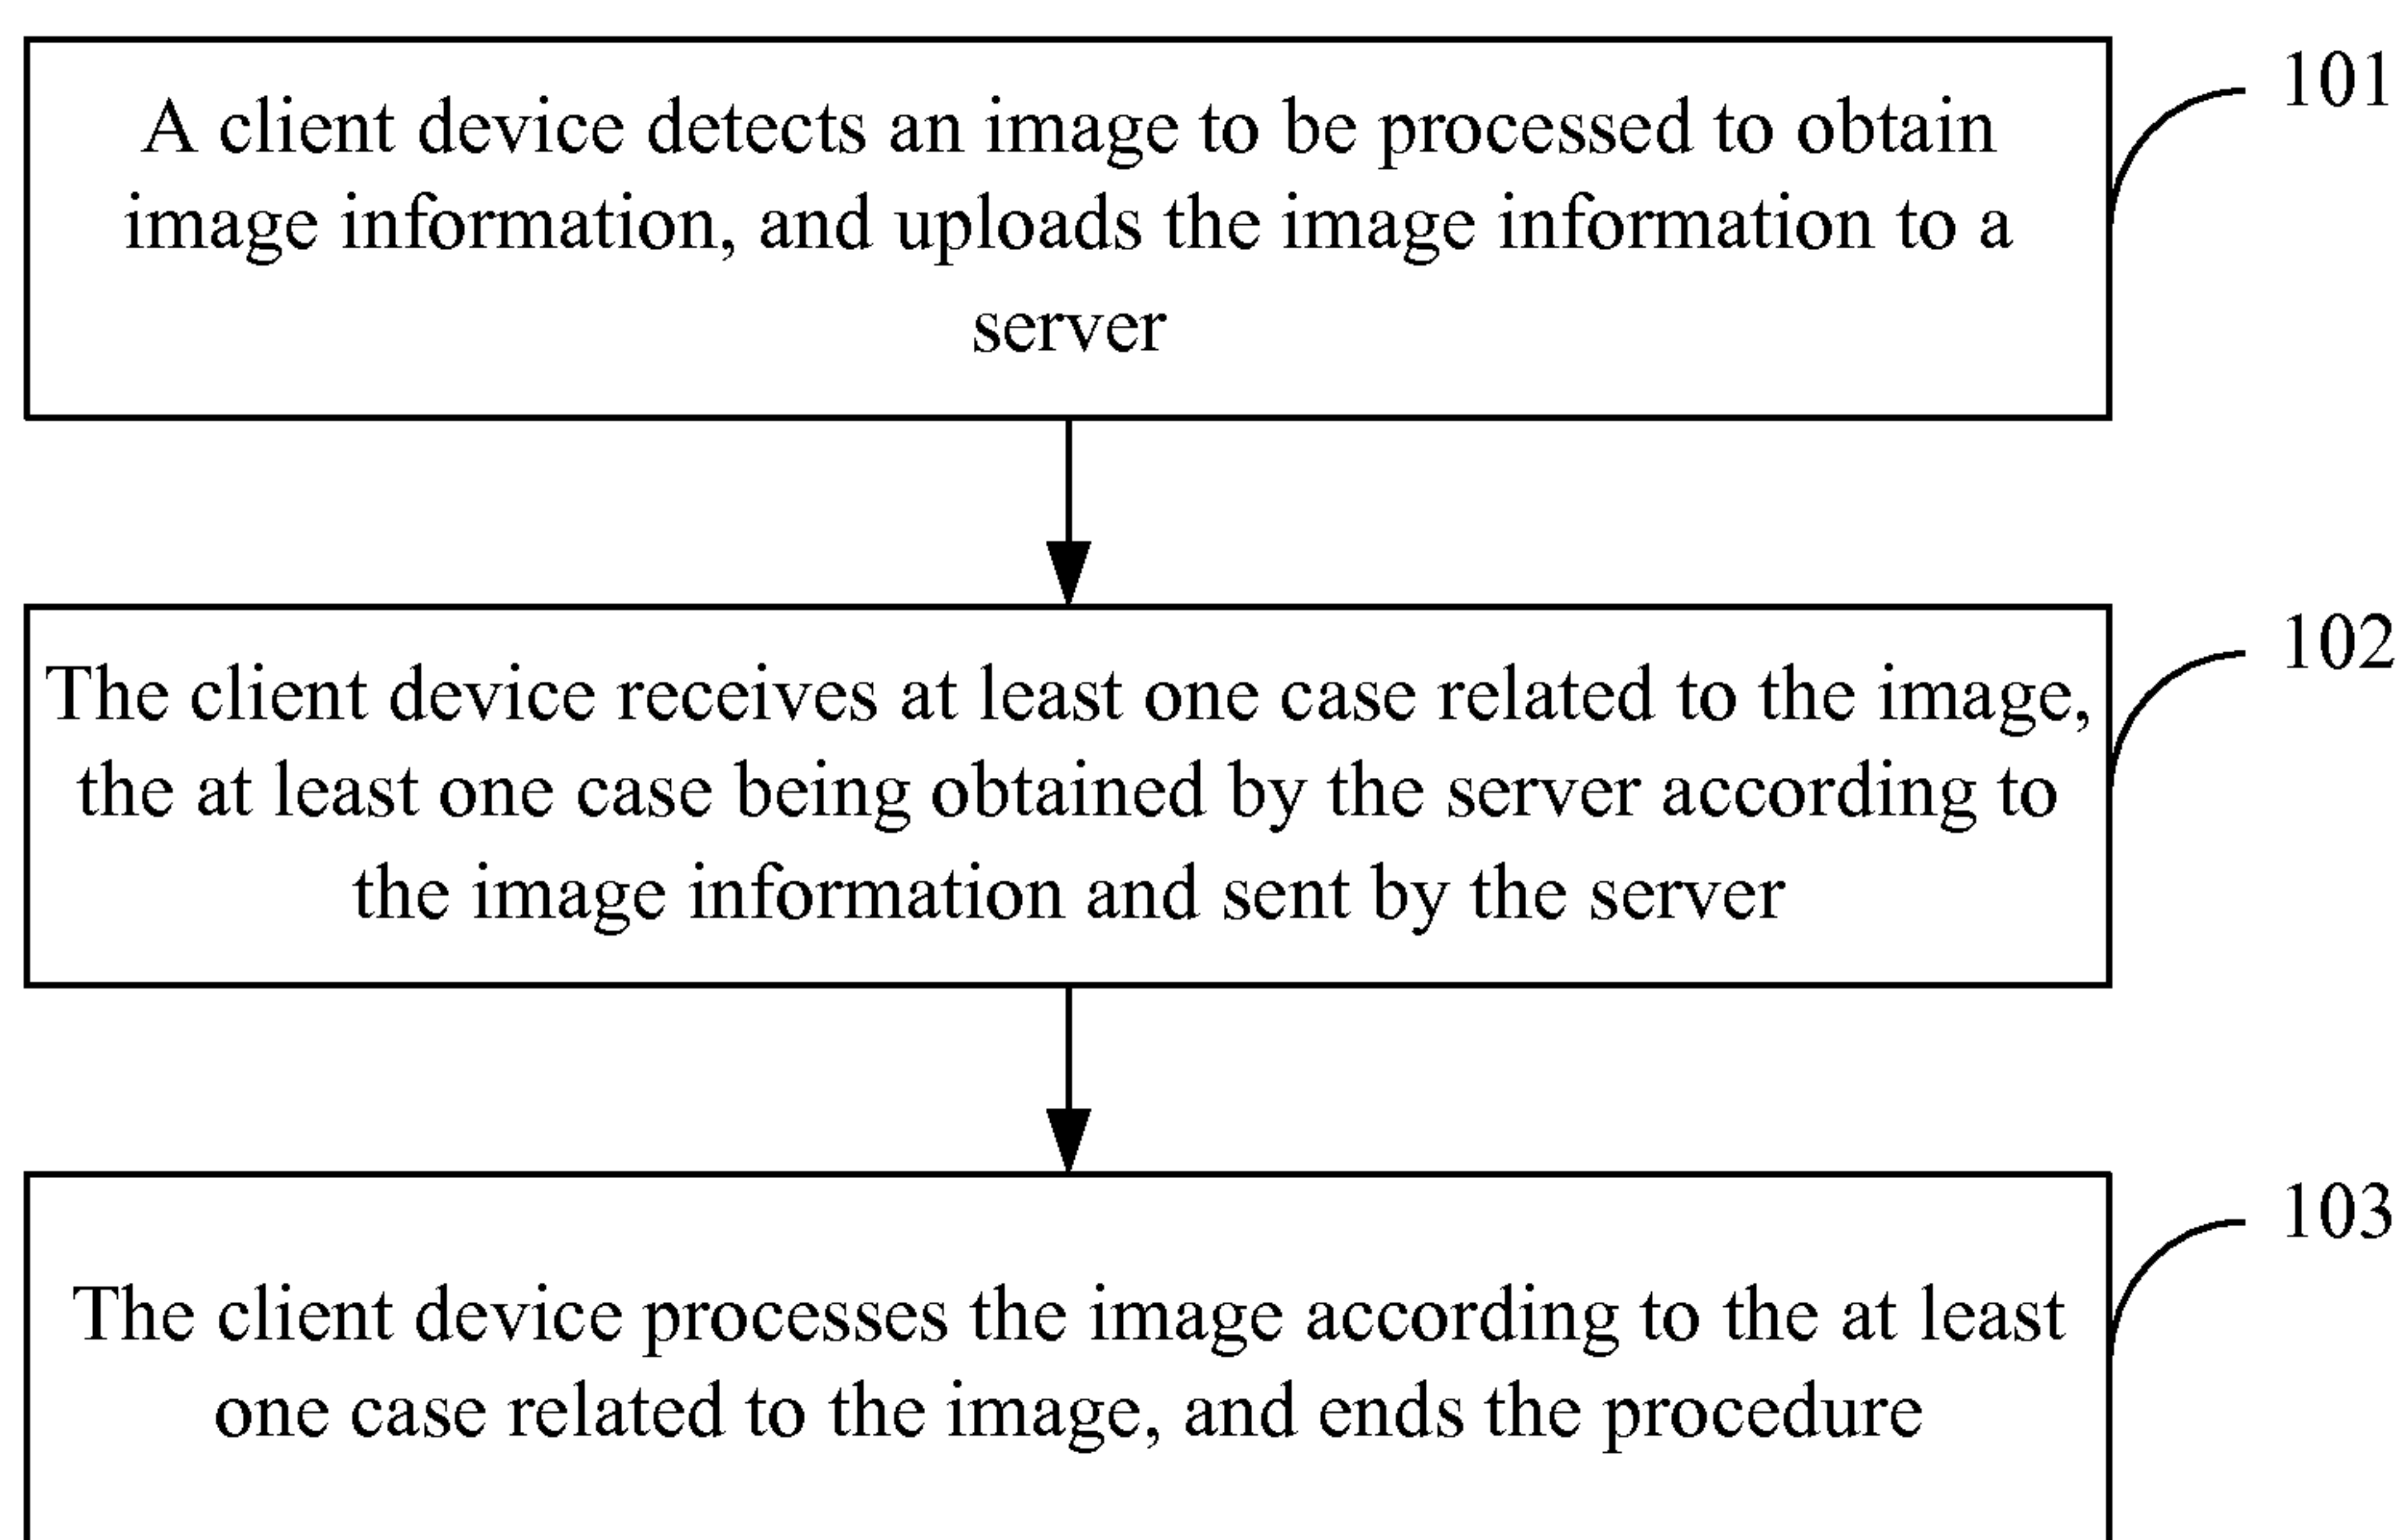 101
A client device detects an image to be processed to obtain
image information, and uploads the image information to a
server
102
The client device receives at least one case related to the image,
the at least one case being obtained by the server according to
the image information and sent by the server
103
The client device processes the image according to the at least
one case related to the image, and ends the procedure